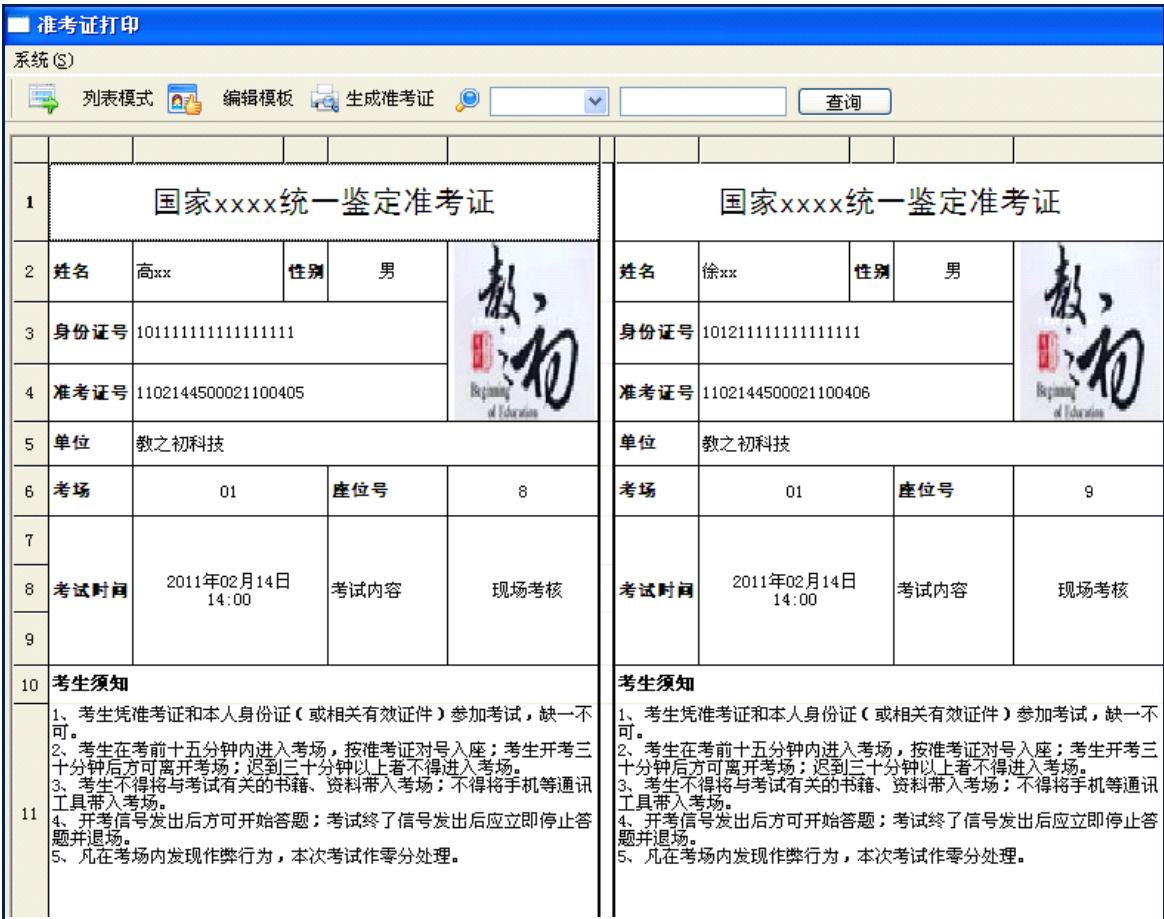 准考证打印
系统(S)
列表模式 编辑模板 生成准考证 查询
1 国家xxxx统一鉴定准考证 国家xxxx统一鉴定准考证
2 姓名 高xx 性别 男 姓名 徐xx 性别 男
3 身份证号 101111111111111111 身份证号 101211111111111111
4 准考证号 1102144500021100405 准考证号 1102144500021100406
教之初 教之初
Beginning Beginning
of Education of Education
5 单位 教之初科技 单位 教之初科技
6 考场 01 座位号 8 考场 01 座位号 9
7
8 考试时间 2011年02月14日 考试内容 现场考核 考试时间 2011年02月14日 考试内容 现场考核
14:00 14:00
9
10 考生须知 考生须知
11
1、考生凭准考证和本人身份证(或相关有效证件)参加考试,缺一不
可。
2、考生在考前十五分钟内进入考场,按准考证对号入座;考生开考三
十分钟后方可离开考场;迟到三十分钟以上者不得进入考场。
3、考生不得将与考试有关的书籍、资料带入考场;不得将手机等通讯
工具带入考场。
4、开考信号发出后方可开始答题;考试终了信号发出后应立即停止答
题并退场。
5、凡在考场内发现作弊行为,本次考试作零分处理。
1、考生凭准考证和本人身份证(或相关有效证件)参加考试,缺一不
可。
2、考生在考前十五分钟内进入考场,按准考证对号入座;考生开考三
十分钟后方可离开考场;迟到三十分钟以上者不得进入考场。
3、考生不得将与考试有关的书籍、资料带入考场;不得将手机等通讯
工具带入考场。
4、开考信号发出后方可开始答题;考试终了信号发出后应立即停止答
题并退场。
5、凡在考场内发现作弊行为,本次考试作零分处理。